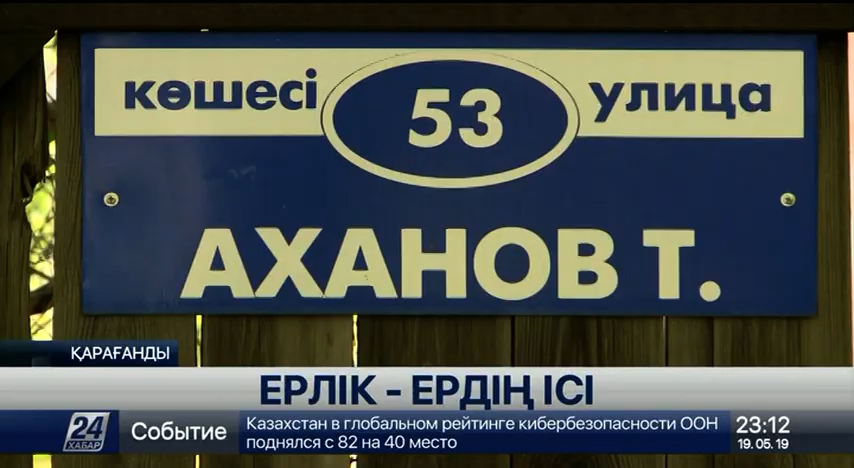 көшесі 53 улица
АХАНОВ Т.
ҚАРАҒАНДЫ
ЕРЛІК - ЕРДІҢ ІСІ
24 ХАБАР
Событие
Казахстан в глобальном рейтинге кибербезопасности ООН
поднялся с 82 на 40 место
23:12
19.05.19